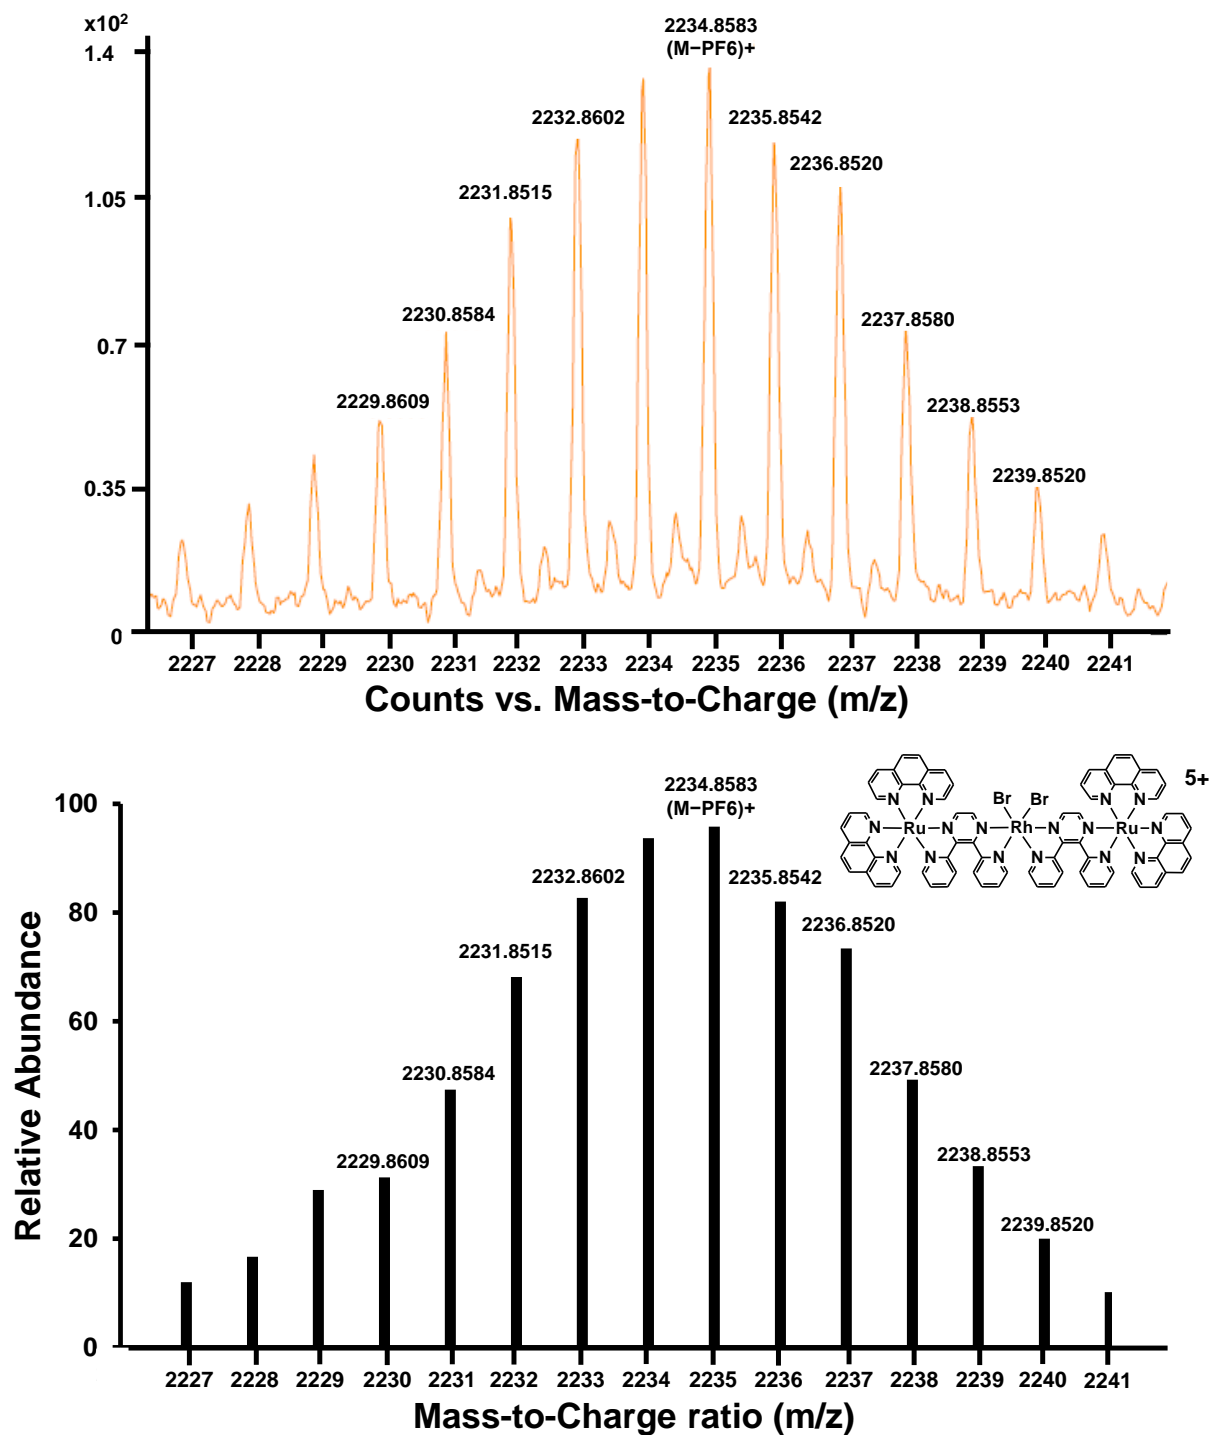 x10²
2234.8583
(M−PF6)+
1.4
2232.8602
2235.8542
2236.8520
2231.8515
1.05
2230.8584
2237.8580
0.7
2229.8609
2238.8553
2239.8520
0.35
0
2227 2228 2229 2230 2231 2232 2233 2234 2235 2236 2237 2238 2239 2240 2241
Counts vs. Mass-to-Charge (m/z)
5+
2234.8583
(M−PF6)+
100
Br Br
N N N N
N Ru N N Rh N N Ru N
N N N N N N
2232.8602
2235.8542
80
2236.8520
2231.8515
60
2230.8584
2237.8580
40
2229.8609
2238.8553
2239.8520
20
0
Relative Abundance
2227 2228 2229 2230 2231 2232 2233 2234 2235 2236 2237 2238 2239 2240 2241
Mass-to-Charge ratio (m/z)